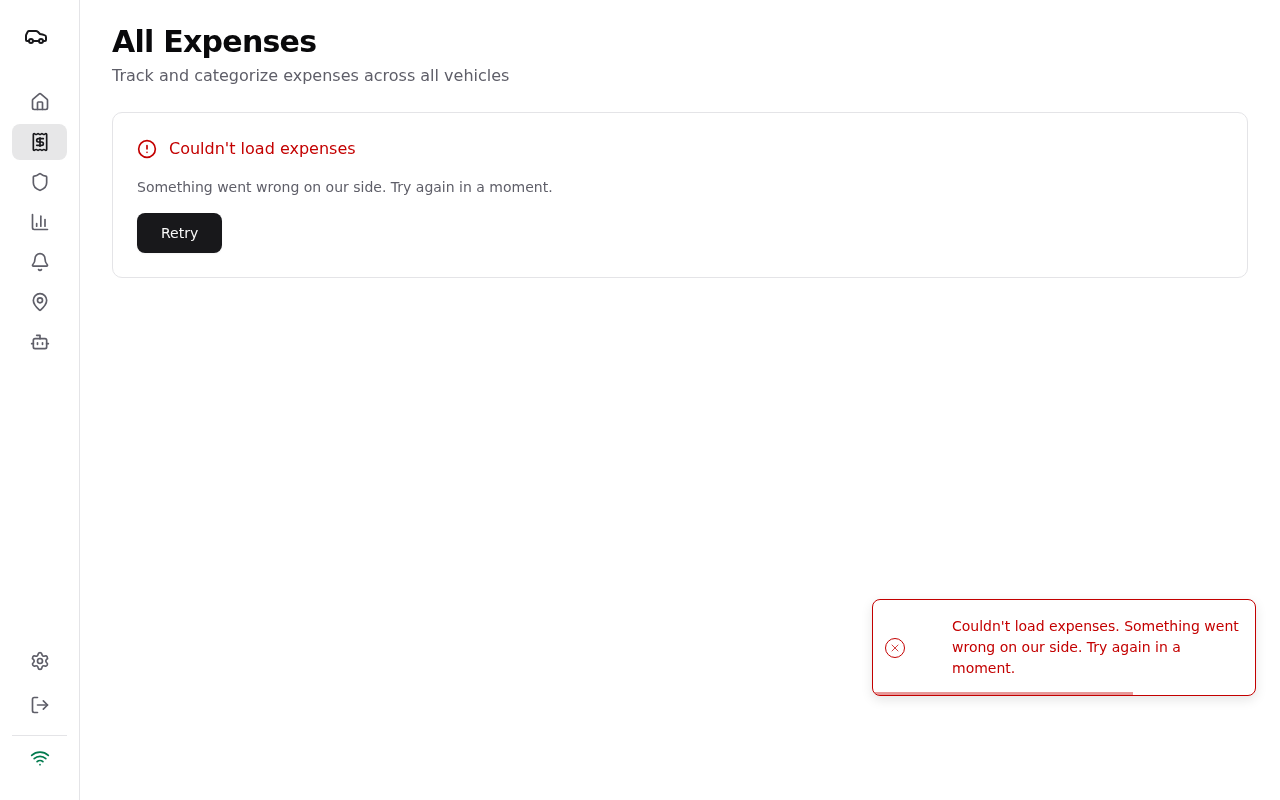 All Expenses
Track and categorize expenses across all vehicles
Couldn't load expenses
Something went wrong on our side. Try again in a moment.
Retry
Couldn't load expenses. Something went
wrong on our side. Try again in a
moment.